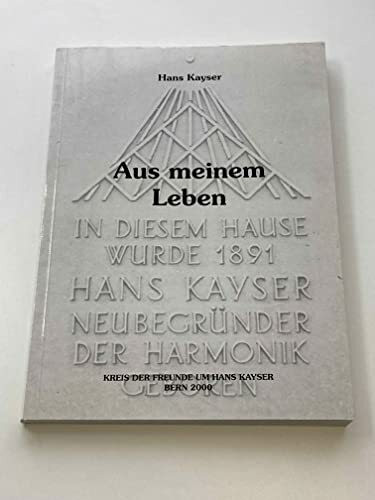 Hans Kayser
Aus meinem
Leben
IN DIESEM HAUSE
WURDE 1891
HANS KAYSER
NEUBEGRÜNDER
DER HARMONIK
GEBOREN
KREIS DER FREUNDE UM HANS KAYSER
BERN 2000